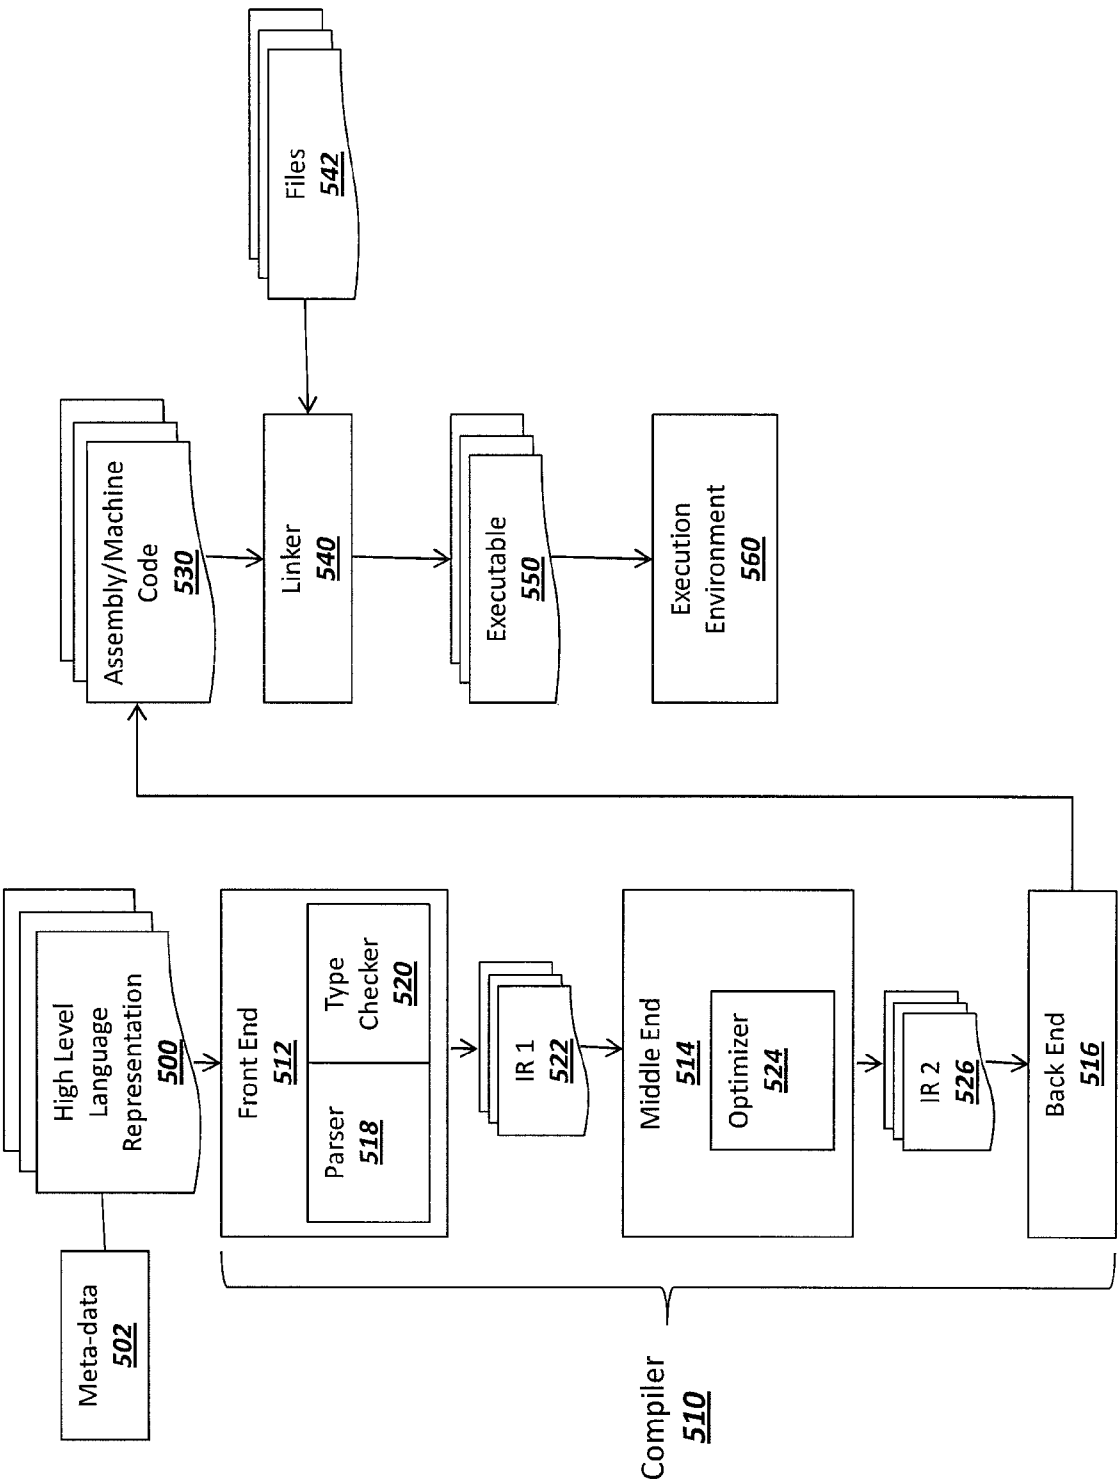 Meta-data
502
High Level
Language
Representation
500
Compiler
510
Front End
512
Parser
518
Type
Checker
520
IR 1
522
Middle End
514
Optimizer
524
IR 2
526
Back End
516
Assembly/Machine
Code
530
Linker
540
Files
542
Executable
550
Execution
Environment
560